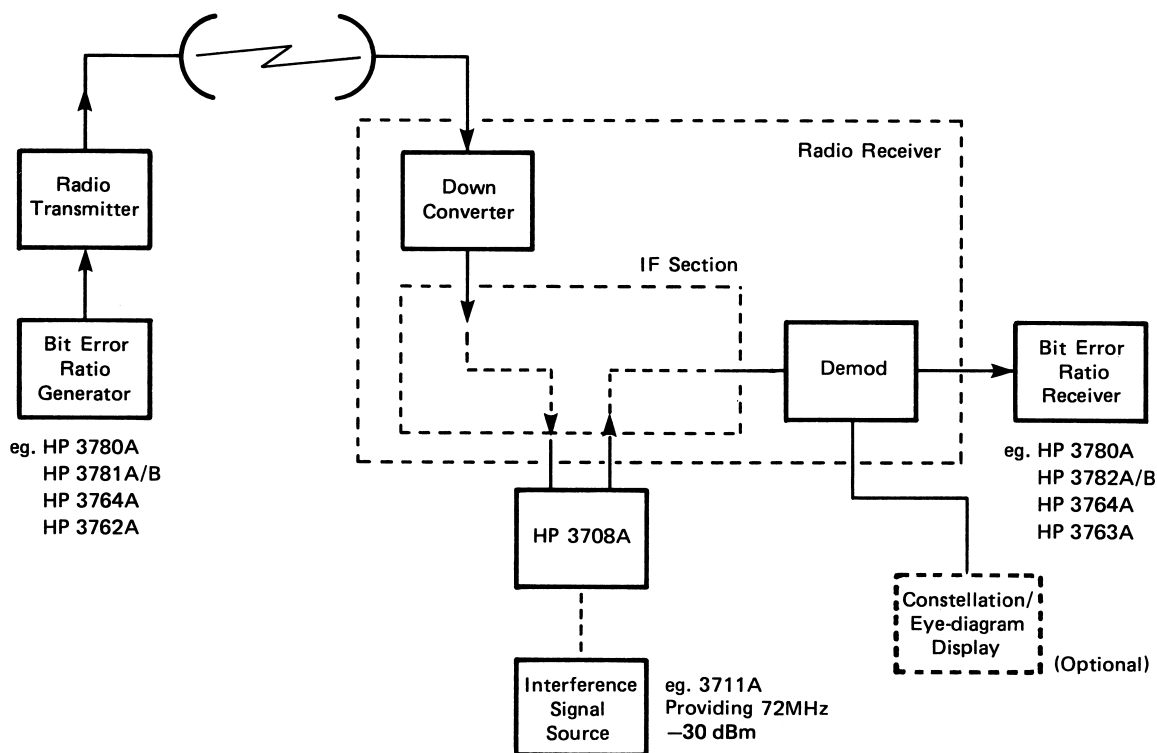 Radio Receiver
Radio
Transmitter
Down
Converter
IF Section
Bit Error
Ratio
Generator
Demod
Bit Error
Ratio
Receiver
eg. HP 3780A
HP 3781A/B
HP 3764A
HP 3762A
eg. HP 3780A
HP 3782A/B
HP 3764A
HP 3763A
HP 3708A
Constellation/
Eye-diagram
Display
(Optional)
Interference
Signal
Source
eg. 3711A
Providing 72MHz
−30 dBm